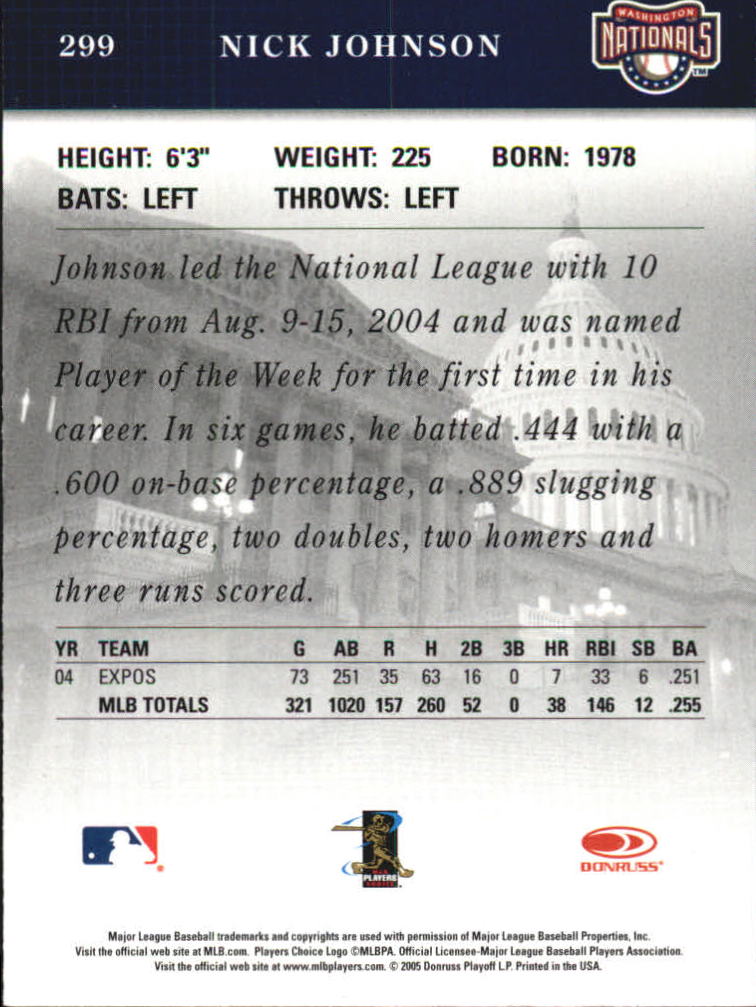 299 NICK JOHNSON WASHINGTON NATIONALS TM
HEIGHT: 6'3" WEIGHT: 225 BORN: 1978
BATS: LEFT THROWS: LEFT
Johnson led the National League with 10
RBI from Aug. 9-15, 2004 and was named
Player of the Week for the first time in his
career. In six games, he batted .444 with a
.600 on-base percentage, a .889 slugging
percentage, two doubles, two homers and
three runs scored.
YR TEAM G AB R H 2B 3B HR RBI SB BA
04 EXPOS 73 251 35 63 16 0 7 33 6 .251
MLB TOTALS 321 1020 157 260 52 0 38 146 12 .255
PLAYERS
CHOICE
DONRUSS
Major League Baseball trademarks and copyrights are used with permission of Major League Baseball Properties, Inc.
Visit the official web site at MLB.com. Players Choice Logo ©MLBPA. Official Licensee-Major League Baseball Players Association.
Visit the official web site at www.mlbplayers.com. © 2005 Donruss Playoff L.P. Printed in the USA.